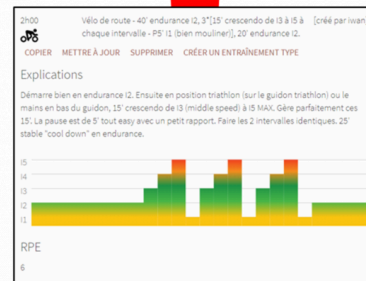 2h00 Vélo de route - 40' endurance I2, 3*[15' crescendo de I3 à I5 à [créé par iwan]
chaque intervalle - P5' I1 (bien mouliner)], 20' endurance I2.
COPIER METTRE À JOUR SUPPRIMER CRÉER UN ENTRAÎNEMENT TYPE
Explications
Démarre bien en endurance I2. Ensuite en position triathlon (sur le guidon triathlon) ou le
mains en bas du guidon, 15' crescendo de I3 (middle speed) à I5 MAX. Gère parfaitement ces
15'. La pause est de 5' tout easy avec un petit rapport. Faire les 2 intervalles identiques. 25'
stable "cool down" en endurance.
I5
I4
I3
I2
I1
RPE
6